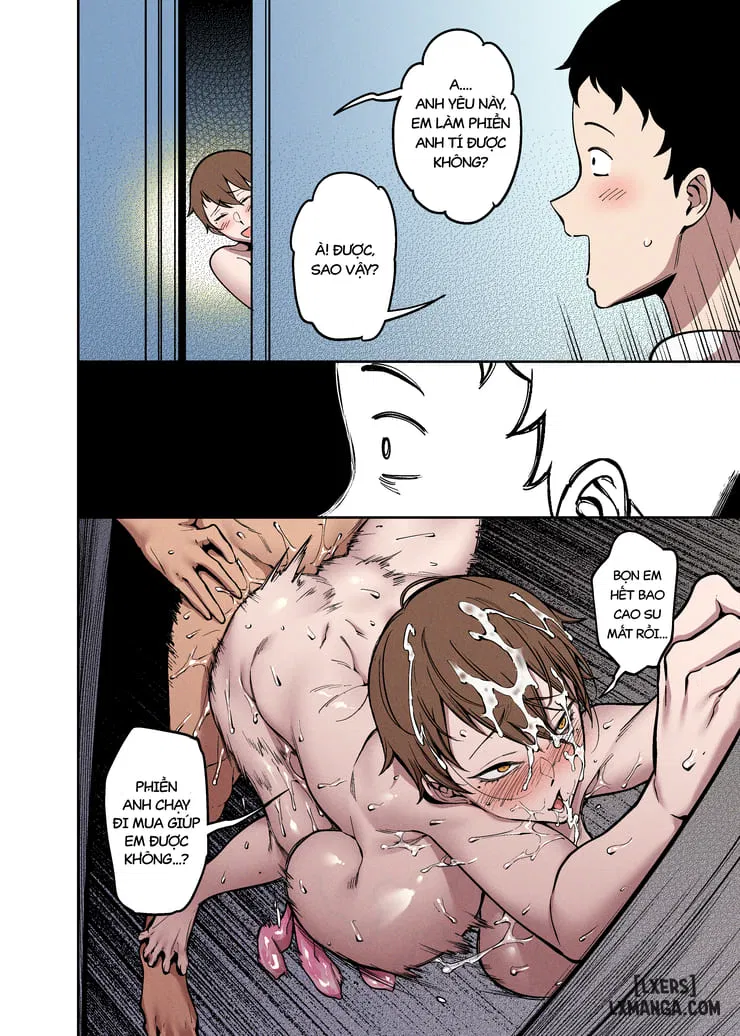 A....
ANH YÊU NÀY,
EM LÀM PHIỀN
ANH TÍ ĐƯỢC
KHÔNG?
À! ĐƯỢC,
SAO VẬY?
BỌN EM
HẾT BAO
CAO SU
MẤT RỒI...
PHIỀN
ANH CHẠY
ĐI MUA GIÚP
EM ĐƯỢC
KHÔNG...?
[LXERS]
LXMANGA.COM